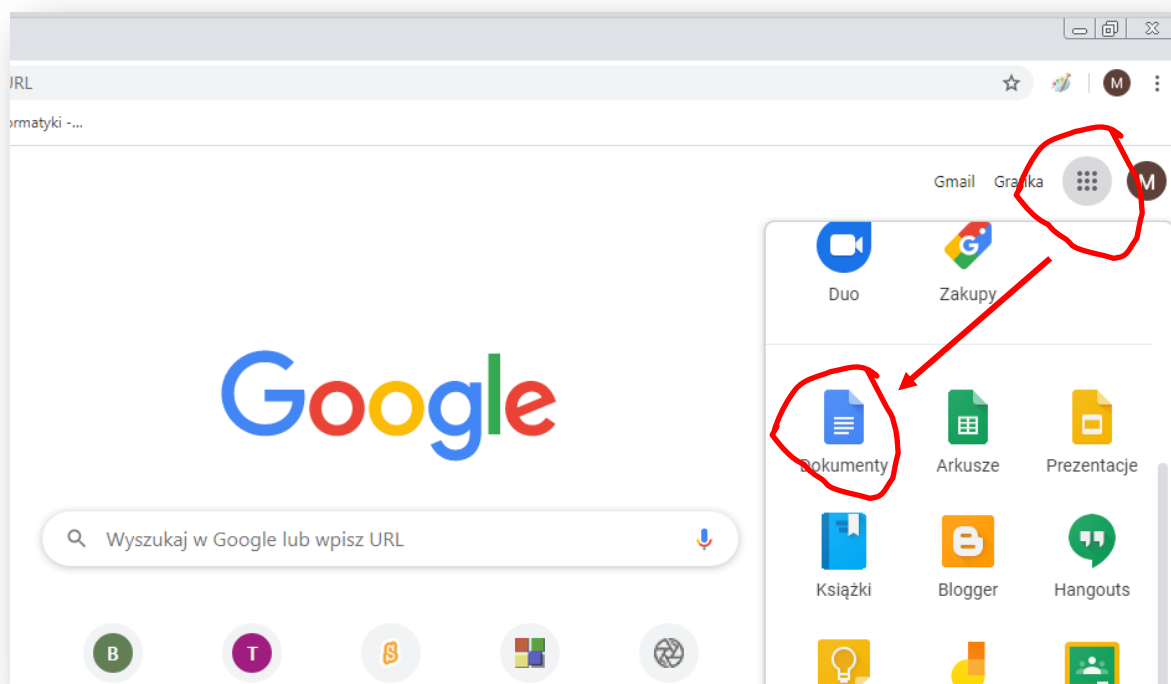 URL
ormatyki -...
M
Gmail Grafika
M
Duo Zakupy
G
Google
Dokumenty Arkusze Prezentacje
Wyszukaj w Google lub wpisz URL
Książki Blogger Hangouts
B T